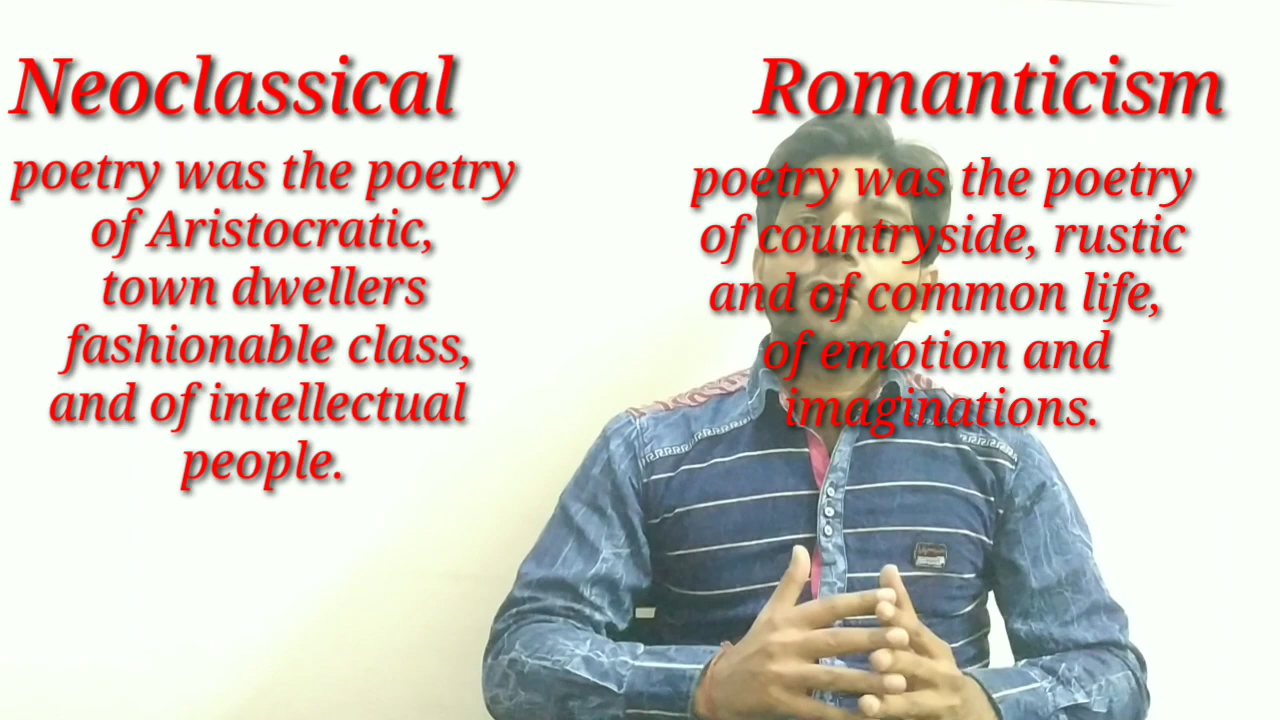 Neoclassical
poetry was the poetry
of Aristocratic,
town dwellers
fashionable class,
and of intellectual
people.
Romanticism
poetry was the poetry
of countryside, rustic
and of common life,
of emotion and
imaginations.